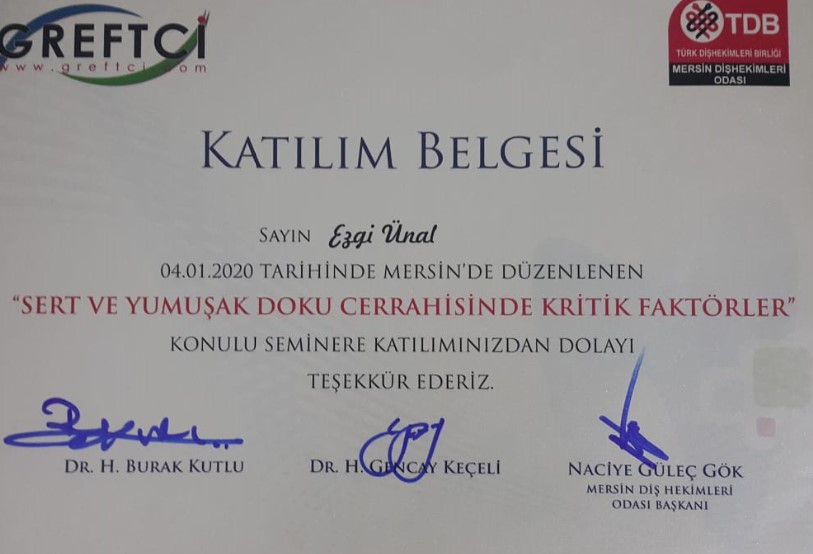 GREFTCİ
www.greftci.com
TDB
TÜRK DİŞHEKİMLERİ BİRLİĞİ
MERSİN DİŞHEKİMLERİ
ODASI
KATILIM BELGESİ
SAYIN Ezgi Ünal
04.01.2020 TARİHİNDE MERSİN'DE DÜZENLENEN
"SERT VE YUMUŞAK DOKU CERRAHİSİNDE KRİTİK FAKTÖRLER"
KONULU SEMİNERE KATILIMINIZDAN DOLAYI
TEŞEKKÜR EDERİZ.
DR. H. BURAK KUTLU
DR. H. GENCAY KEÇELİ
NACİYE GÜLEÇ GÖK
MERSİN DİŞ HEKİMLERİ
ODASI BAŞKANI